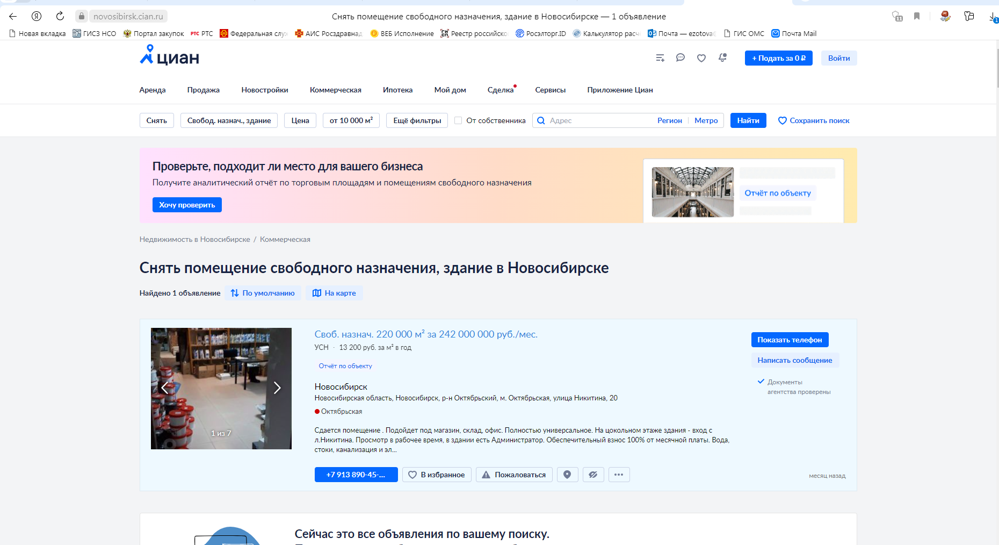 novosibirsk.cian.ru
Снять помещение свободного назначения, здание в Новосибирске — 1 объявление
11
1
Новая вкладка ГИСЗ НСО Портал закупок РТС РТС Федеральная слу АИС Росздравнад ВЕБ Исполнение Реестр российско Росэлторг.ID Калькулятор расч Почта — ezotova ГИС ОМС Почта Mail
циан
+ Подать за 0 ₽ Войти
Аренда Продажа Новостройки Коммерческая Ипотека Мой дом Сделка Сервисы Приложение Циан
Снять Свобод. назнач., здание Цена от 10 000 м² Ещё фильтры От собственника Адрес Регион Метро Найти Сохранить поиск
Проверьте, подходит ли место для вашего бизнеса
Получите аналитический отчёт по торговым площадям и помещениям свободного назначения
Хочу проверить
Отчёт по объекту
Недвижимость в Новосибирске / Коммерческая
Снять помещение свободного назначения, здание в Новосибирске
Найдено 1 объявление По умолчанию На карте
Своб. назнач. 220 000 м² за 242 000 000 руб./мес.
УСН · 13 200 руб. за м² в год
Отчёт по объекту
Новосибирск
Новосибирская область, Новосибирск, р-н Октябрьский, м. Октябрьская, улица Никитина, 20
Октябрьская
Сдается помещение . Подойдет под магазин, склад, офис. Полностью универсальное. На цокольном этаже здания - вход с
л.Никитина. Просмотр в рабочее время, в здании есть Администратор. Обеспечительный взнос 100% от месячной платы. Вода,
стоки, канализация и эл...
1 из 7
Показать телефон
Написать сообщение
Документы
агентства проверены
+7 913 890-45-... В избранное Пожаловаться
месяц назад
Сейчас это все объявления по вашему поиску.